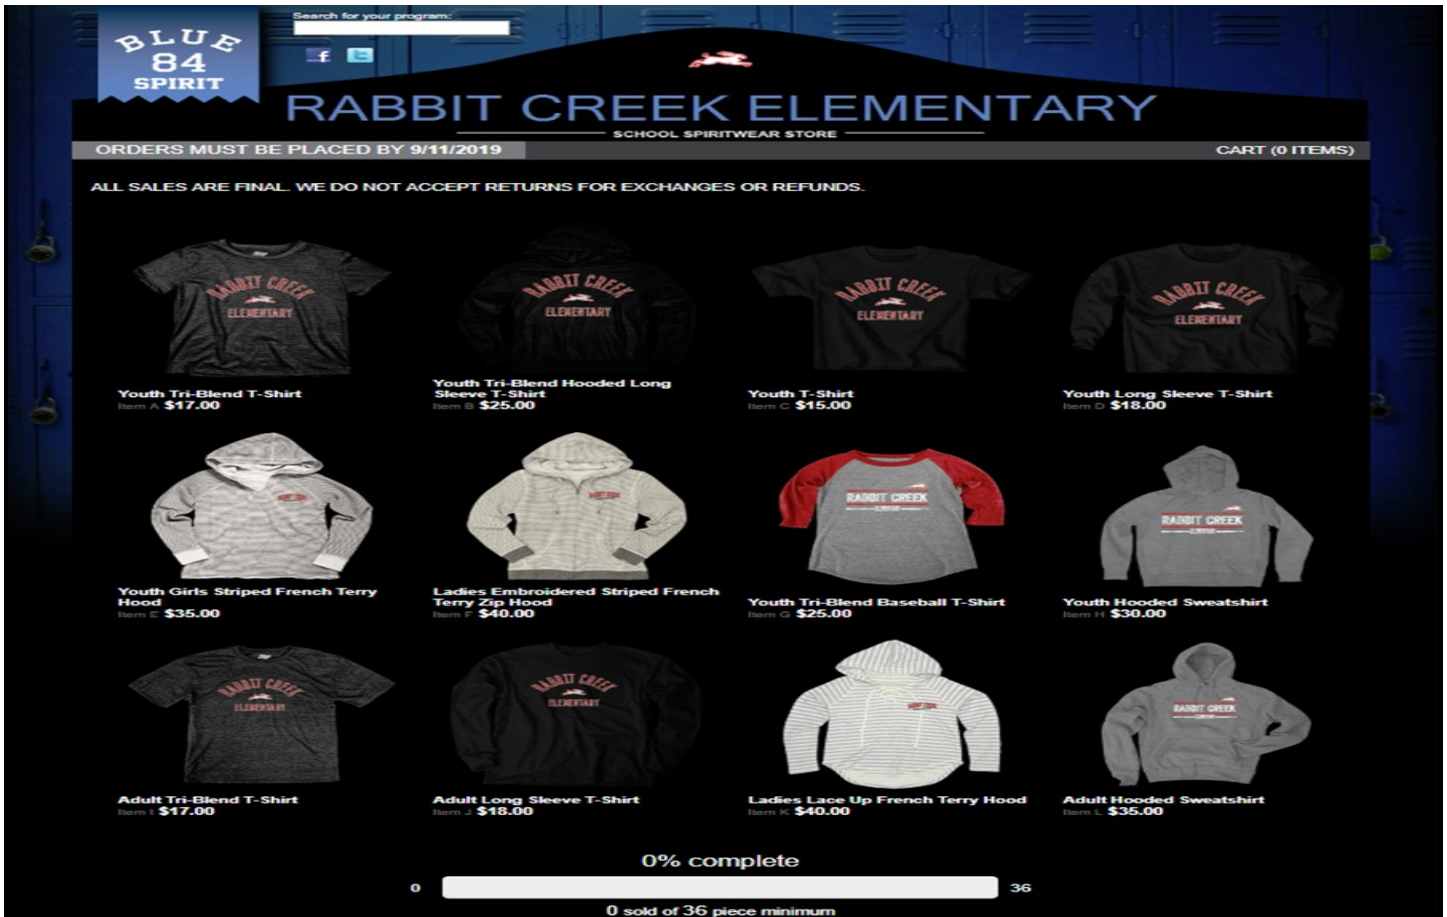 BLUE
84
SPIRIT
Search for your program:
f
t
RABBIT CREEK ELEMENTARY
SCHOOL SPIRITWEAR STORE
ORDERS MUST BE PLACED BY 9/11/2019
CART (0 ITEMS)
ALL SALES ARE FINAL. WE DO NOT ACCEPT RETURNS FOR EXCHANGES OR REFUNDS.
RABBIT CREEK
ELEMENTARY
RABBIT CREEK
ELEMENTARY
RABBIT CREEK
ELEMENTARY
RABBIT CREEK
ELEMENTARY
Youth Tri-Blend T-Shirt
Item A $17.00
Youth Tri-Blend Hooded Long
Sleeve T-Shirt
Item B $25.00
Youth T-Shirt
Item C $15.00
Youth Long Sleeve T-Shirt
Item D $18.00
RABBIT CREEK
RABBIT CREEK
Youth Girls Striped French Terry
Hood
Item E $35.00
Ladies Embroidered Striped French
Terry Zip Hood
Item F $40.00
Youth Tri-Blend Baseball T-Shirt
Item G $25.00
Youth Hooded Sweatshirt
Item H $30.00
RABBIT CREEK
ELEMENTARY
RABBIT CREEK
ELEMENTARY
RABBIT CREEK
Adult Tri-Blend T-Shirt
Item I $17.00
Adult Long Sleeve T-Shirt
Item J $18.00
Ladies Lace Up French Terry Hood
Item K $40.00
Adult Hooded Sweatshirt
Item L $35.00
0% complete
0
36
0 sold of 36 piece minimum